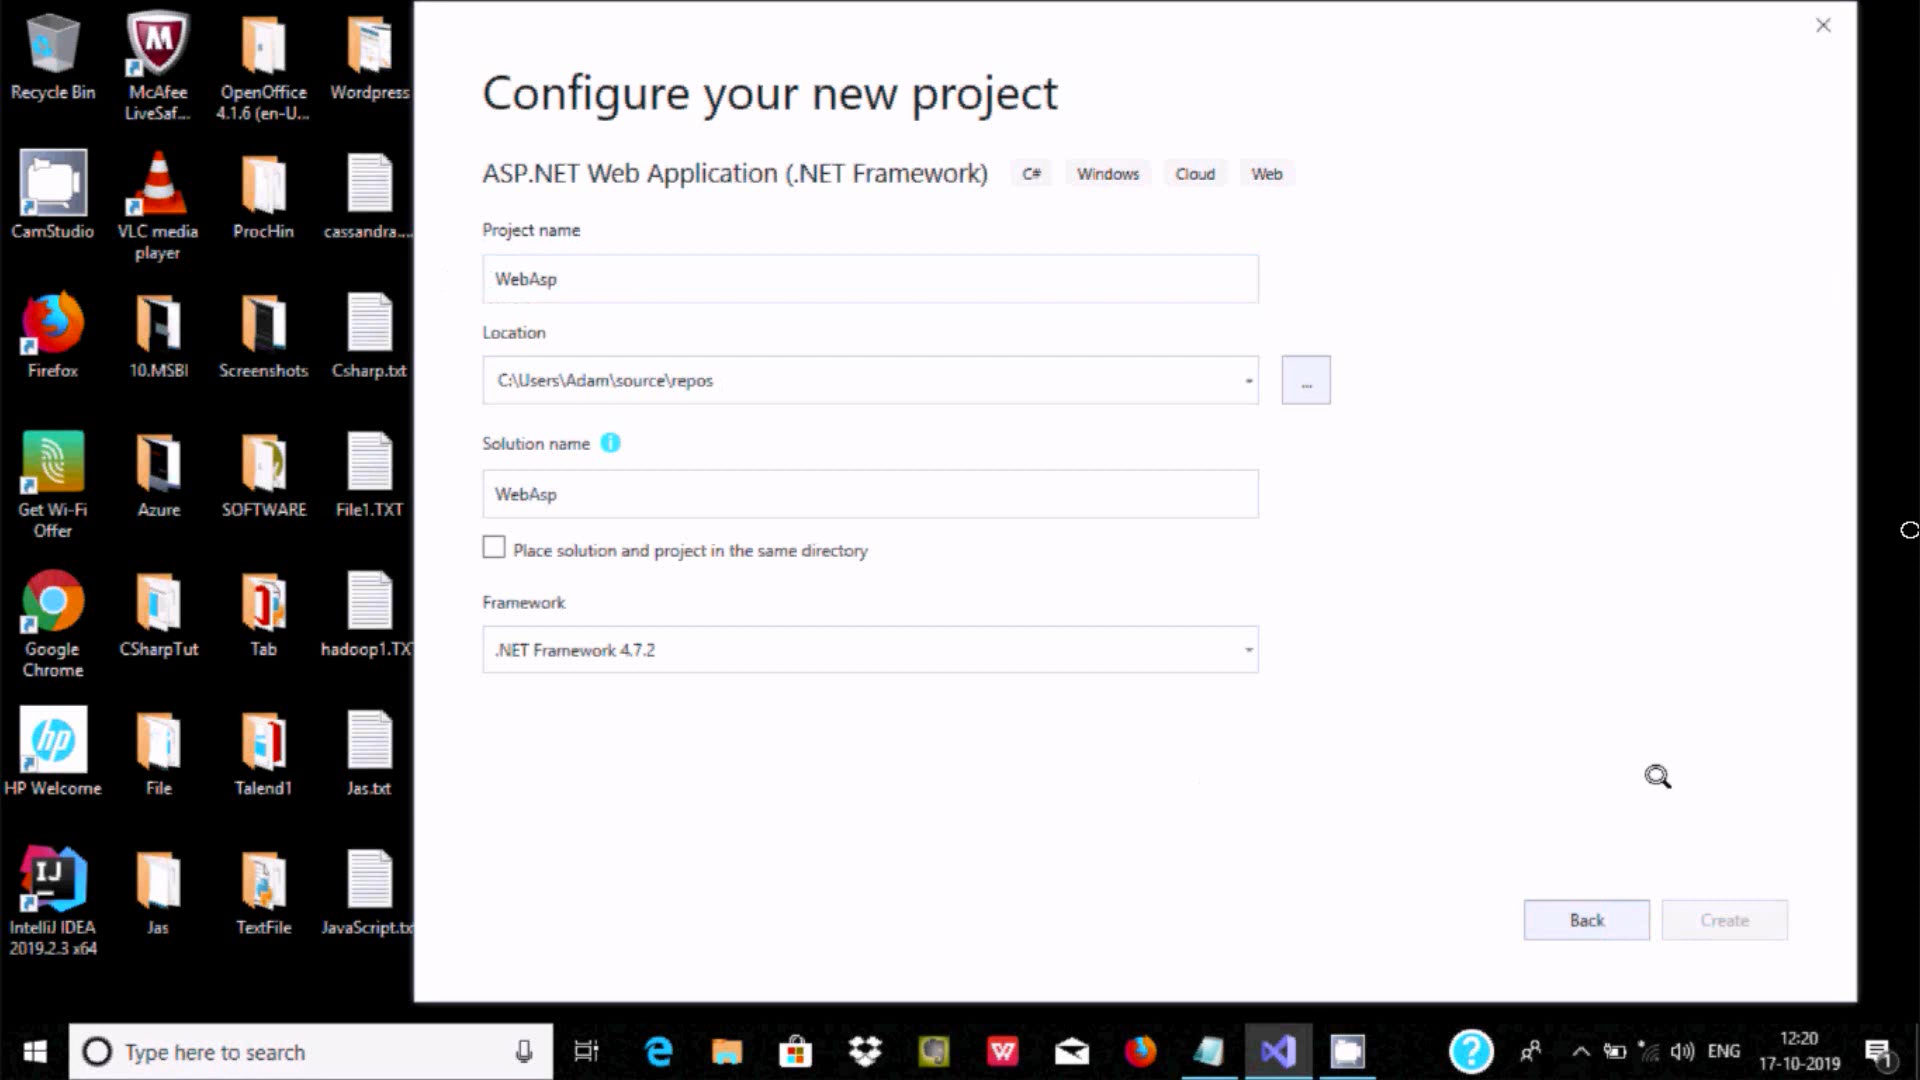 Recycle Bin
McAfee
LiveSaf...
OpenOffice
4.1.6 (en-U...
Wordpress
CamStudio
VLC media
player
ProcHin
cassandra....
Firefox
10.MSBI
Screenshots
Csharp.txt
Get Wi-Fi
Offer
Azure
SOFTWARE
File1.TXT
Google
Chrome
CSharpTut
Tab
hadoop1.TX
HP Welcome
File
Talend1
Jas.txt
IntelliJ IDEA
2019.2.3 x64
Jas
TextFile
JavaScript.tx
Configure your new project
ASP.NET Web Application (.NET Framework) C# Windows Cloud Web
Project name
WebAsp
Location
C:\Users\Adam\source\repos
...
Solution name
WebAsp
Place solution and project in the same directory
Framework
.NET Framework 4.7.2
Back
Create
Type here to search
ENG
12:20
17-10-2019
1